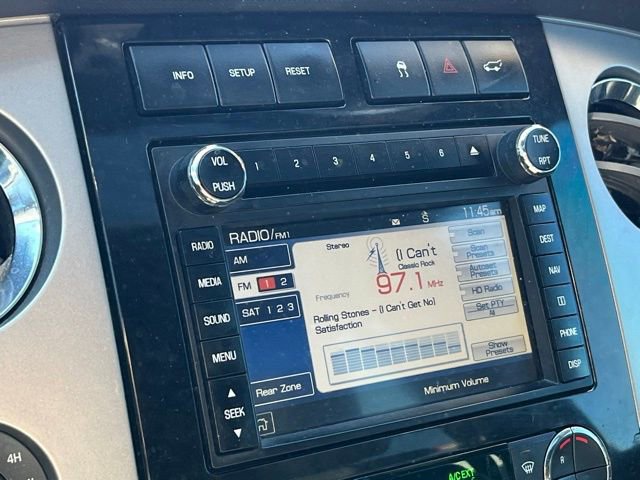 INFO SETUP RESET
VOL
PUSH
1 2 3 4 5 6
TUNE
RPT
RADIO
MEDIA
SOUND
MENU
SEEK
RADIO/FM1
S
11:45am
AM
FM 1 2
SAT 1 2 3
Rear Zone
Stereo
(I Can't
Classic Rock
Frequency
97.1 MHz
Rolling Stones - (I Can't Get No)
Satisfaction
Scan
Scan
Presets
Autoset
Presets
HD Radio
Set PTY
All
Show
Presets
Minimum Volume
MAP
DEST
NAV
PHONE
DISP
4H
A/C EXT
R